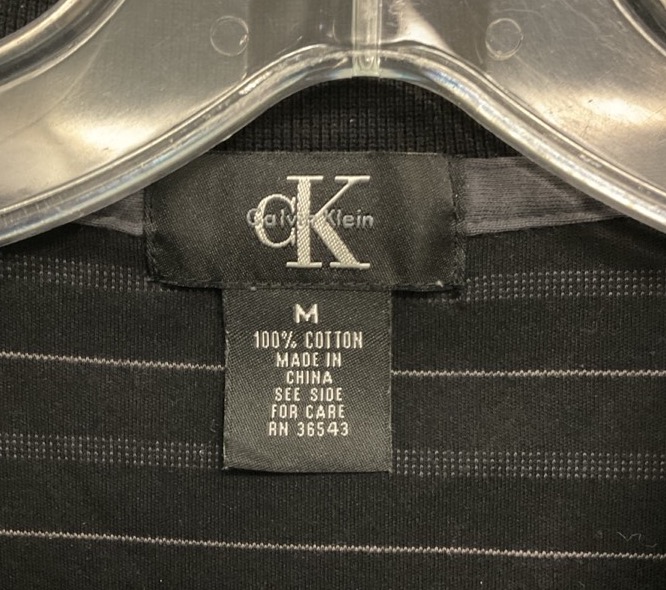 cK
Calvin Klein
M
100% COTTON
MADE IN
CHINA
SEE SIDE
FOR CARE
RN 36543